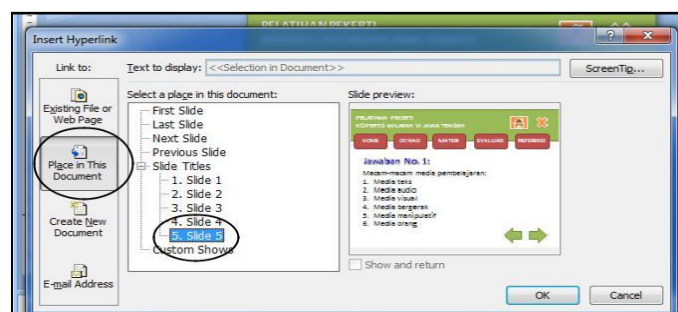 PELATIHAN PEKERTI
Insert Hyperlink
Link to:
Text to display: <<Selection in Document>>
ScreenTip...
Existing File or
Web Page
Place in This
Document
Create New
Document
E-mail Address
Select a place in this document:
First Slide
Last Slide
Next Slide
Previous Slide
Slide Titles
1. Slide 1
2. Slide 2
3. Slide 3
4. Slide 4
5. Slide 5
Custom Shows
Slide preview:
PELATIHAN PEKERTI
KOPERTIS WILAYAH VI JAWA TENGAH
HOME
MATERI
EVALUASI
REFERENSI
Jawaban No. 1:
Macam-macam media pembelajaran:
1. Media teks
2. Media audio
3. Media visual
4. Media bergerak
5. Media manipulatif
6. Media orang
Show and return
OK
Cancel